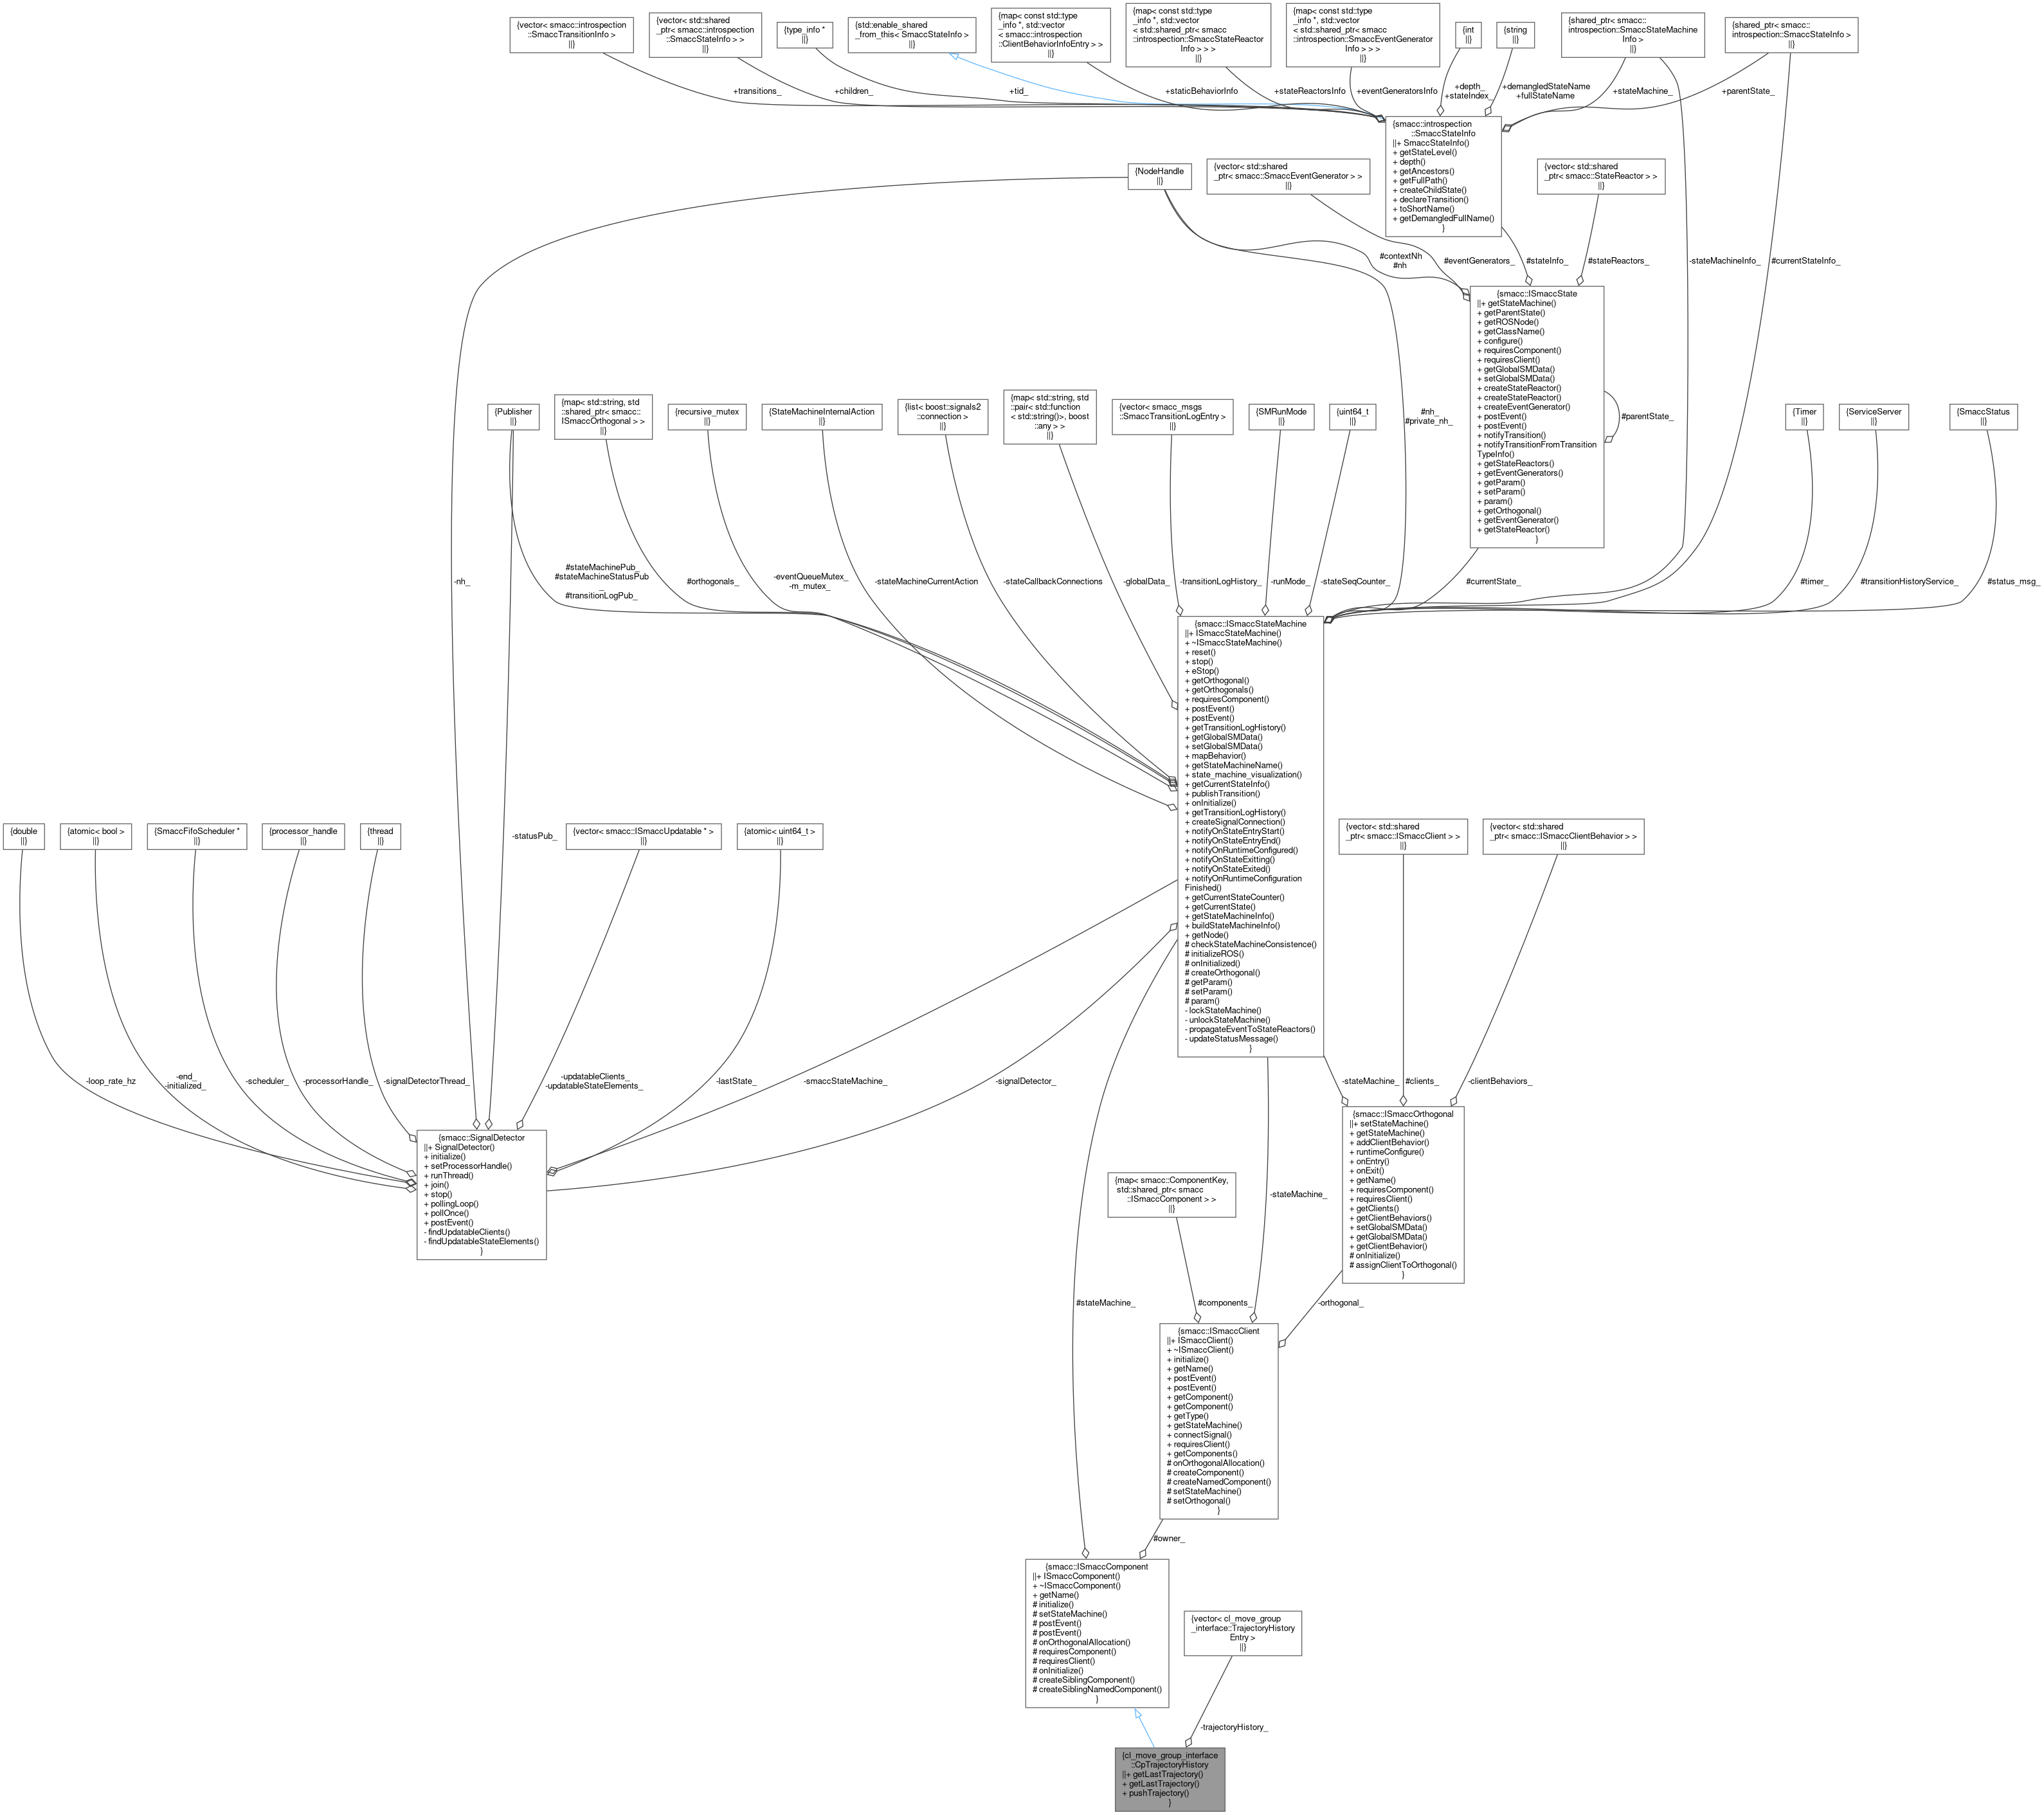 {vector< smacc::introspection
::SmaccTransitionInfo >
||}
{vector< std::shared
_ptr< smacc::introspection
::SmaccStateInfo > >
||}
{type_info *
||}
{std::enable_shared
_from_this< SmaccStateInfo >
||}
{map< const std::type
_info *, std::vector
< smacc::introspection
::ClientBehaviorInfoEntry > >
||}
{map< const std::type
_info *, std::vector
< std::shared_ptr< smacc
::introspection::SmaccStateReactor
Info > > >
||}
{map< const std::type
_info *, std::vector
< std::shared_ptr< smacc
::introspection::SmaccEventGenerator
Info > > >
||}
{int
||}
{string
||}
{shared_ptr< smacc::
introspection::SmaccStateMachine
Info >
||}
{shared_ptr< smacc::
introspection::SmaccStateInfo >
||}
+transitions_
+children_
+tid_
+staticBehaviorInfo
+stateReactorsInfo
+eventGeneratorsInfo
+depth_
+stateIndex_
+demangledStateName
+fullStateName
+stateMachine_
+parentState_
{smacc::introspection
::SmaccStateInfo
||+ SmaccStateInfo()
+ getStateLevel()
+ depth()
+ getAncestors()
+ getFullPath()
+ createChildState()
+ declareTransition()
+ toShortName()
+ getDemangledFullName()
}
{NodeHandle
||}
{vector< std::shared
_ptr< smacc::SmaccEventGenerator > >
||}
{vector< std::shared
_ptr< smacc::StateReactor > >
||}
#contextNh
#nh
#eventGenerators_
#stateInfo_
#stateReactors_
-stateMachineInfo_
#currentStateInfo_
{smacc::ISmaccState
||+ getStateMachine()
+ getParentState()
+ getROSNode()
+ getClassName()
+ configure()
+ requiresComponent()
+ requiresClient()
+ getGlobalSMData()
+ setGlobalSMData()
+ createStateReactor()
+ createStateReactor()
+ createEventGenerator()
+ postEvent()
+ postEvent()
+ notifyTransition()
+ notifyTransitionFromTransition
TypeInfo()
+ getStateReactors()
+ getEventGenerators()
+ getParam()
+ setParam()
+ param()
+ getOrthogonal()
+ getEventGenerator()
+ getStateReactor()
}
#parentState_
{Publisher
||}
{map< std::string, std
::shared_ptr< smacc::
ISmaccOrthogonal > >
||}
{recursive_mutex
||}
{StateMachineInternalAction
||}
{list< boost::signals2
::connection >
||}
{map< std::string, std
::pair< std::function
< std::string()>, boost
::any > >
||}
{vector< smacc_msgs
::SmaccTransitionLogEntry >
||}
{SMRunMode
||}
{uint64_t
||}
#nh_
#private_nh_
{Timer
||}
{ServiceServer
||}
{SmaccStatus
||}
-nh_
#stateMachinePub_
#stateMachineStatusPub
_
#transitionLogPub_
#orthogonals_
-eventQueueMutex_
-m_mutex_
-stateMachineCurrentAction
-stateCallbackConnections
-globalData_
-transitionLogHistory_
-runMode_
-stateSeqCounter_
#currentState_
#timer_
#transitionHistoryService_
#status_msg_
{smacc::ISmaccStateMachine
||+ ISmaccStateMachine()
+ ~ISmaccStateMachine()
+ reset()
+ stop()
+ eStop()
+ getOrthogonal()
+ getOrthogonals()
+ requiresComponent()
+ postEvent()
+ postEvent()
+ getTransitionLogHistory()
+ getGlobalSMData()
+ setGlobalSMData()
+ mapBehavior()
+ getStateMachineName()
+ state_machine_visualization()
+ getCurrentStateInfo()
+ publishTransition()
+ onInitialize()
+ getTransitionLogHistory()
+ createSignalConnection()
+ notifyOnStateEntryStart()
+ notifyOnStateEntryEnd()
+ notifyOnRuntimeConfigured()
+ notifyOnStateExitting()
+ notifyOnStateExited()
+ notifyOnRuntimeConfiguration
Finished()
+ getCurrentStateCounter()
+ getCurrentState()
+ getStateMachineInfo()
+ buildStateMachineInfo()
+ getNode()
# checkStateMachineConsistence()
# initializeROS()
# onInitialized()
# createOrthogonal()
# getParam()
# setParam()
# param()
- lockStateMachine()
- unlockStateMachine()
- propagateEventToStateReactors()
- updateStatusMessage()
}
{double
||}
{atomic< bool >
||}
{SmaccFifoScheduler *
||}
{processor_handle
||}
{thread
||}
-statusPub_
{vector< smacc::ISmaccUpdatable * >
||}
{atomic< uint64_t >
||}
{vector< std::shared
_ptr< smacc::ISmaccClient > >
||}
{vector< std::shared
_ptr< smacc::ISmaccClientBehavior > >
||}
-loop_rate_hz
-end_
-initialized_
-scheduler_
-processorHandle_
-signalDetectorThread_
-updatableClients_
-updatableStateElements_
-lastState_
-smaccStateMachine_
-signalDetector_
-stateMachine_
#clients_
-clientBehaviors_
{smacc::SignalDetector
||+ SignalDetector()
+ initialize()
+ setProcessorHandle()
+ runThread()
+ join()
+ stop()
+ pollingLoop()
+ pollOnce()
+ postEvent()
- findUpdatableClients()
- findUpdatableStateElements()
}
{smacc::ISmaccOrthogonal
||+ setStateMachine()
+ getStateMachine()
+ addClientBehavior()
+ runtimeConfigure()
+ onEntry()
+ onExit()
+ getName()
+ requiresComponent()
+ requiresClient()
+ getClients()
+ getClientBehaviors()
+ setGlobalSMData()
+ getGlobalSMData()
+ getClientBehavior()
# onInitialize()
# assignClientToOrthogonal()
}
{map< smacc::ComponentKey,
std::shared_ptr< smacc
::ISmaccComponent > >
||}
-stateMachine_
#stateMachine_
#components_
-orthogonal_
{smacc::ISmaccClient
||+ ISmaccClient()
+ ~ISmaccClient()
+ initialize()
+ getName()
+ postEvent()
+ postEvent()
+ getComponent()
+ getComponent()
+ getType()
+ getStateMachine()
+ connectSignal()
+ requiresClient()
+ getComponents()
# onOrthogonalAllocation()
# createComponent()
# createNamedComponent()
# setStateMachine()
# setOrthogonal()
}
#owner_
{smacc::ISmaccComponent
||+ ISmaccComponent()
+ ~ISmaccComponent()
+ getName()
# initialize()
# setStateMachine()
# postEvent()
# postEvent()
# onOrthogonalAllocation()
# requiresComponent()
# requiresClient()
# onInitialize()
# createSiblingComponent()
# createSiblingNamedComponent()
}
{vector< cl_move_group
_interface::TrajectoryHistory
Entry >
||}
-trajectoryHistory_
{cl_move_group_interface
::CpTrajectoryHistory
||+ getLastTrajectory()
+ getLastTrajectory()
+ pushTrajectory()
}